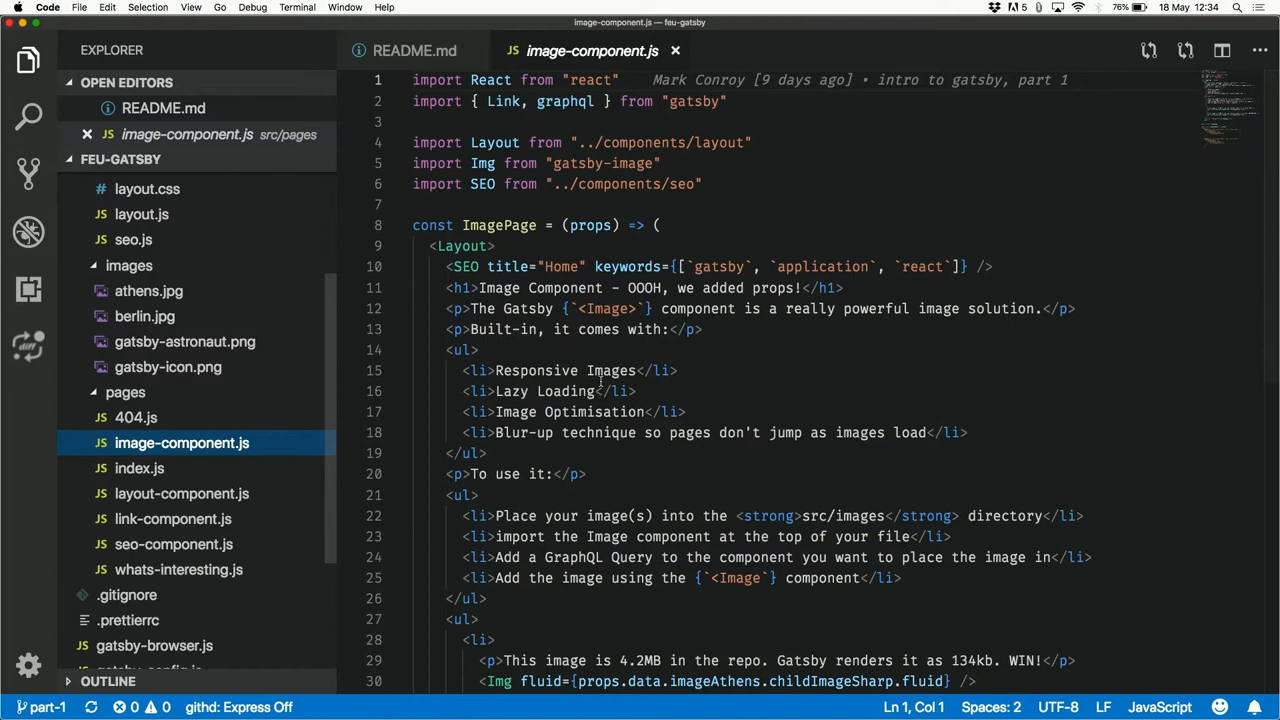 Code File Edit Selection View Go Debug Terminal Window Help 5 76% 18 May 12:34
image-component.js — feu-gatsby
EXPLORER
OPEN EDITORS
README.md
image-component.js src/pages
FEU-GATSBY
layout.css
layout.js
seo.js
images
athens.jpg
berlin.jpg
gatsby-astronaut.png
gatsby-icon.png
pages
404.js
image-component.js
index.js
layout-component.js
link-component.js
seo-component.js
whats-interesting.js
.gitignore
.prettierrc
gatsby-browser.js
gatsby-config.js
OUTLINE
README.md JS image-component.js
1 import React from "react" Mark Conroy [9 days ago] • intro to gatsby, part 1
2 import { Link, graphql } from "gatsby"
3
4 import Layout from "../components/layout"
5 import Img from "gatsby-image"
6 import SEO from "../components/seo"
7
8 const ImagePage = (props) => (
9 <Layout>
10 <SEO title="Home" keywords={[`gatsby`, `application`, `react`]} />
11 <h1>Image Component - OOOH, we added props!</h1>
12 <p>The Gatsby {`<Image>`} component is a really powerful image solution.</p>
13 <p>Built-in, it comes with:</p>
14 <ul>
15 <li>Responsive Images</li>
16 <li>Lazy Loading</li>
17 <li>Image Optimisation</li>
18 <li>Blur-up technique so pages don't jump as images load</li>
19 </ul>
20 <p>To use it:</p>
21 <ul>
22 <li>Place your image(s) into the <strong>src/images</strong> directory</li>
23 <li>import the Image component at the top of your file</li>
24 <li>Add a GraphQL Query to the component you want to place the image in</li>
25 <li>Add the image using the {`<Image`} component</li>
26 </ul>
27 <ul>
28 <li>
29 <p>This image is 4.2MB in the repo. Gatsby renders it as 134kb. WIN!</p>
30 <Img fluid={props.data.imageAthens.childImageSharp.fluid} />
part-1 0 0 githd: Express Off Ln 1, Col 1 Spaces: 2 UTF-8 LF JavaScript